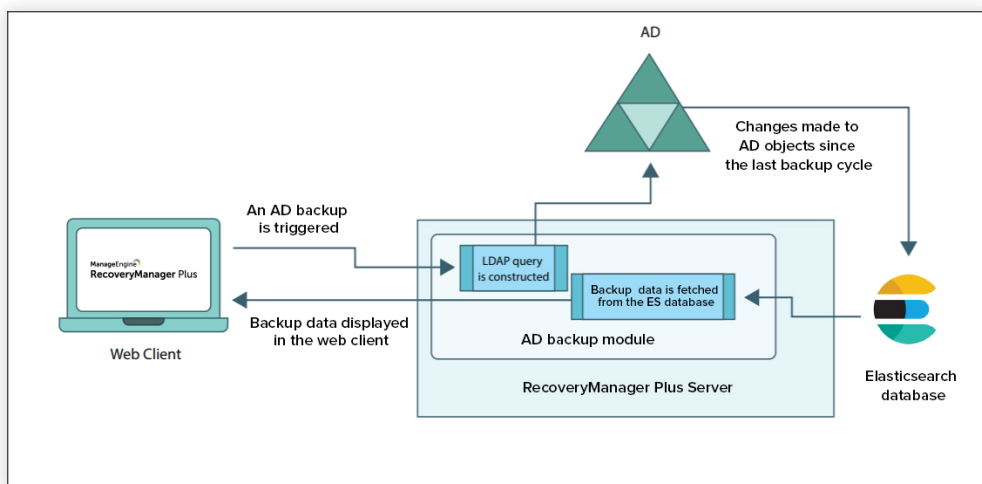 AD
Changes made to
AD objects since
the last backup cycle
An AD backup
is triggered
ManageEngine
RecoveryManager Plus
LDAP query
is constructed
Backup data is fetched
from the ES database
Backup data displayed
in the web client
AD backup module
Web Client
RecoveryManager Plus Server
Elasticsearch
database